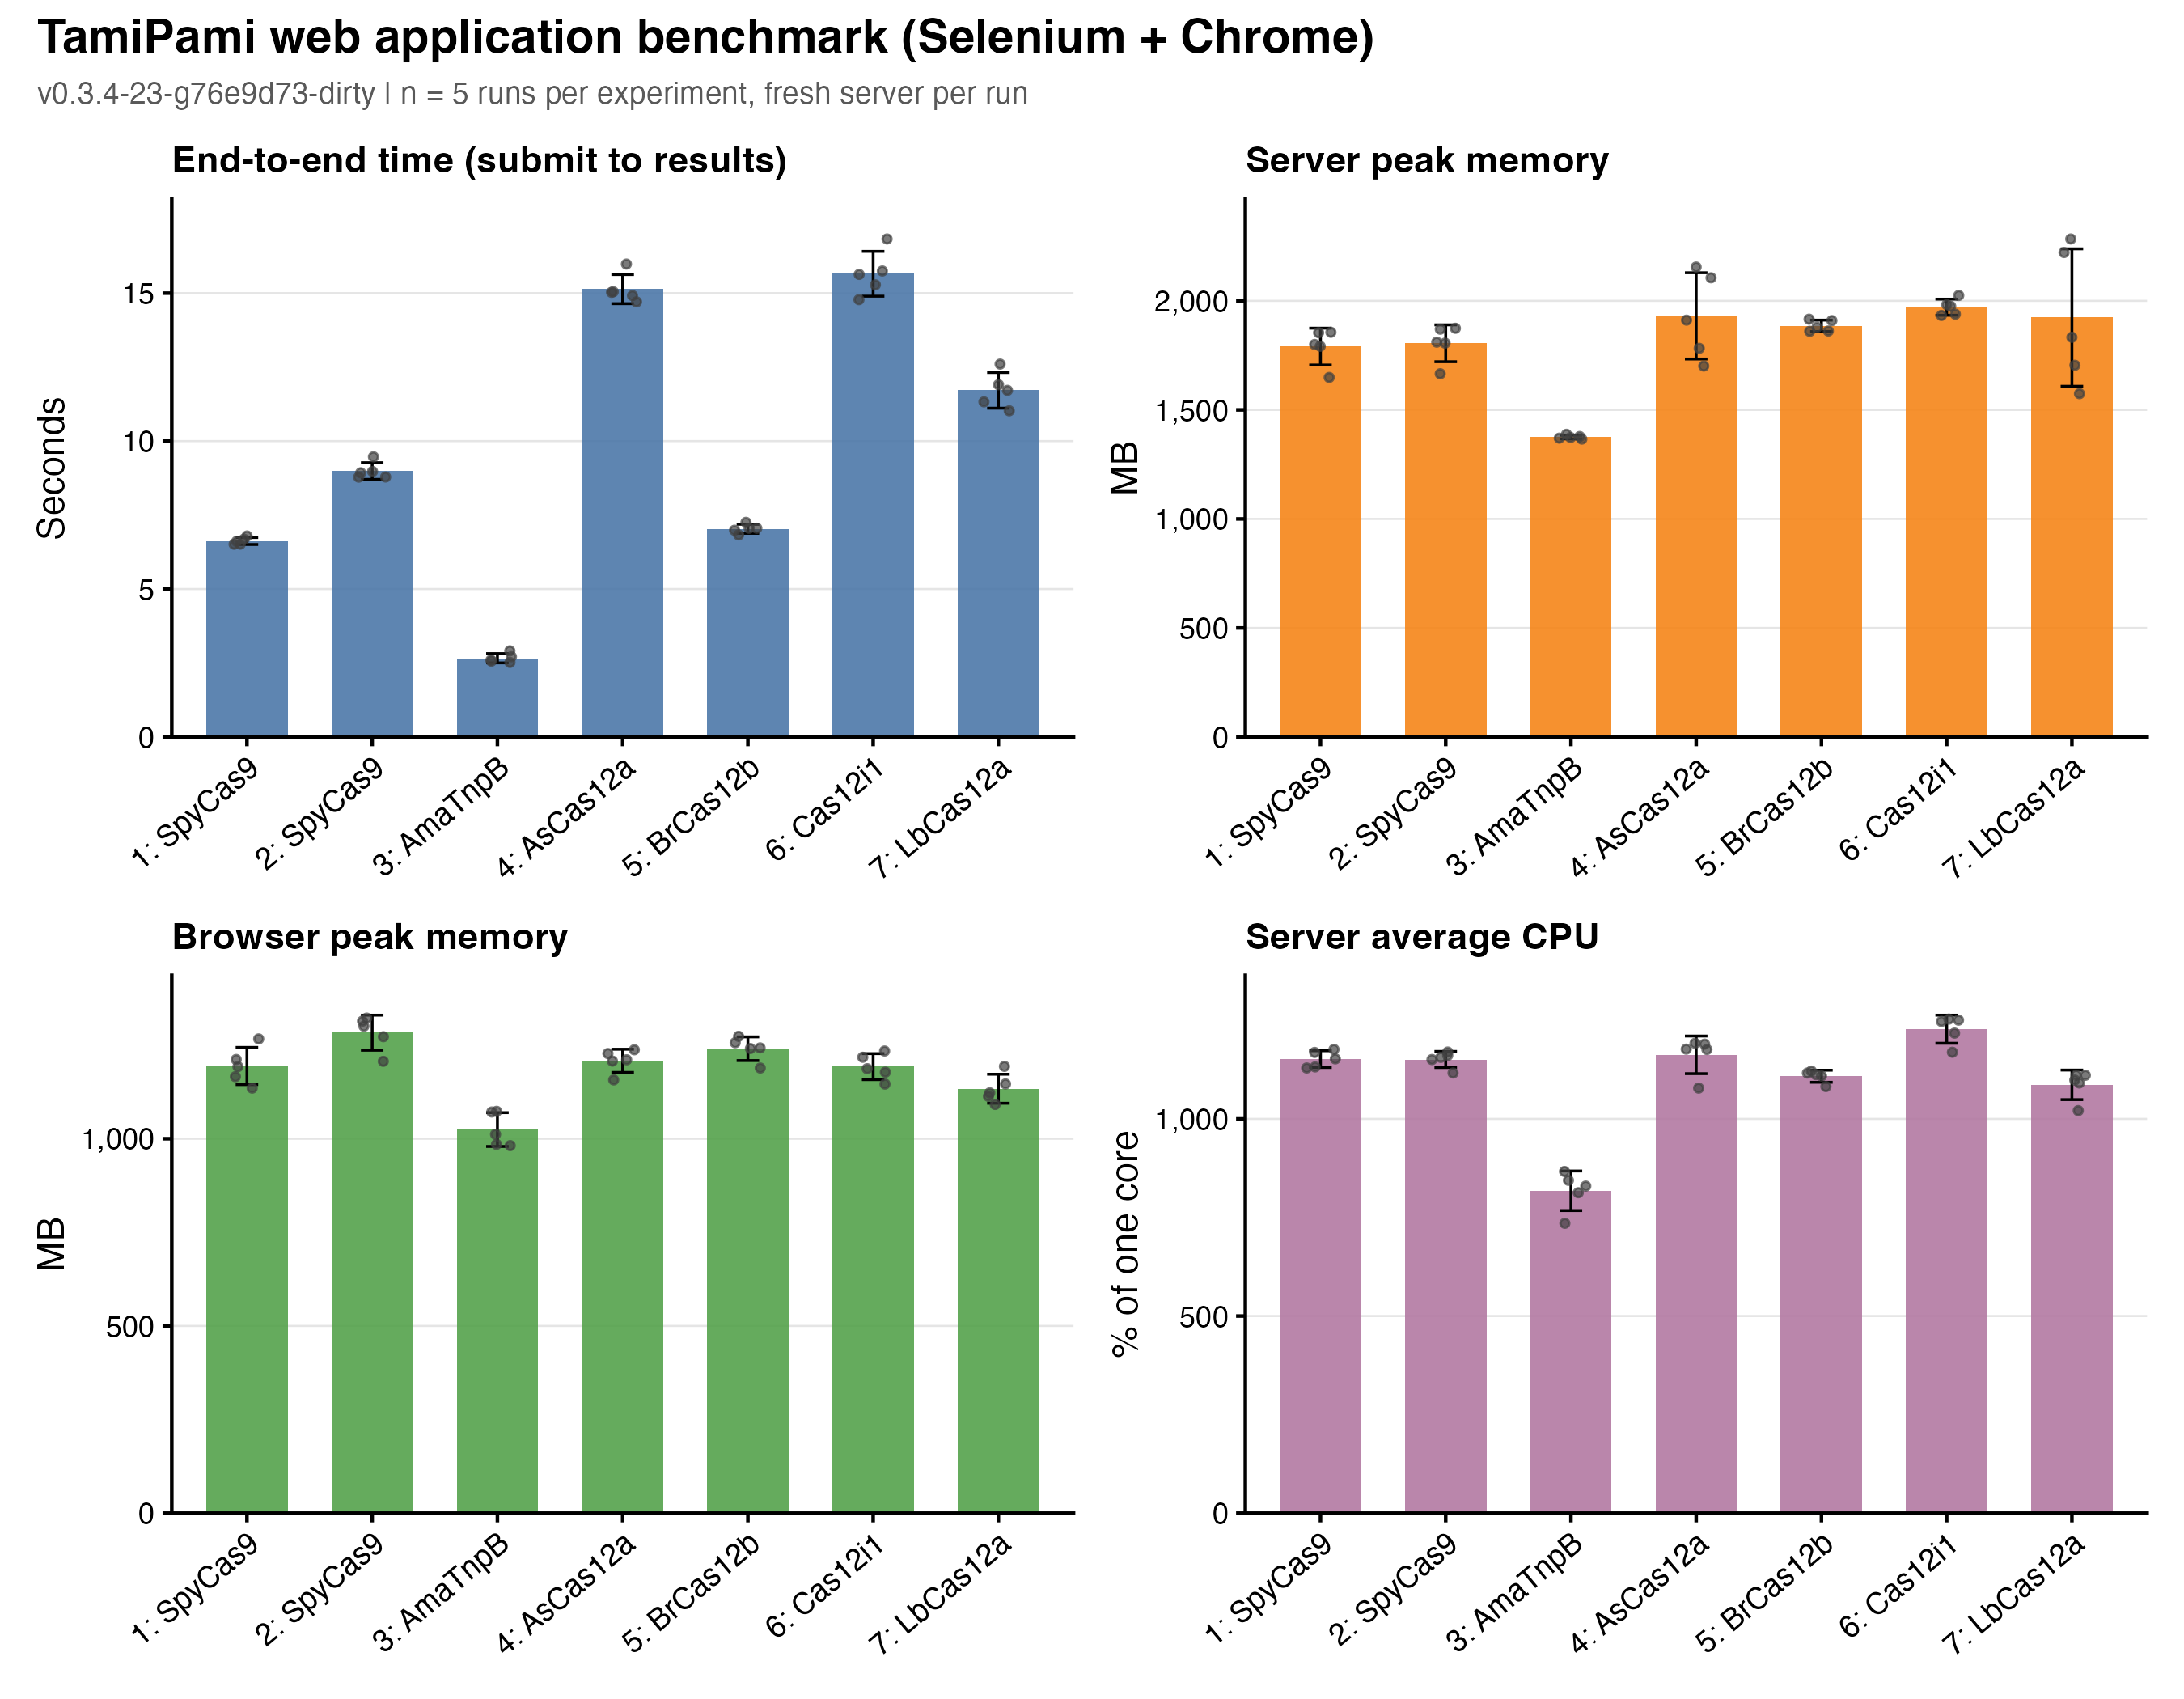 TamiPami web application benchmark (Selenium + Chrome)
v0.3.4-23-g76e9d73-dirty | n = 5 runs per experiment, fresh server per run
End-to-end time (submit to results)
Seconds
15
10
5
0
1: SpyCas9
2: SpyCas9
3: AmaTnpB
4: AsCas12a
5: BrCas12b
6: Cas12i1
7: LbCas12a
Server peak memory
MB
2,000
1,500
1,000
500
0
1: SpyCas9
2: SpyCas9
3: AmaTnpB
4: AsCas12a
5: BrCas12b
6: Cas12i1
7: LbCas12a
Browser peak memory
MB
1,000
500
0
1: SpyCas9
2: SpyCas9
3: AmaTnpB
4: AsCas12a
5: BrCas12b
6: Cas12i1
7: LbCas12a
Server average CPU
% of one core
1,000
500
0
1: SpyCas9
2: SpyCas9
3: AmaTnpB
4: AsCas12a
5: BrCas12b
6: Cas12i1
7: LbCas12a